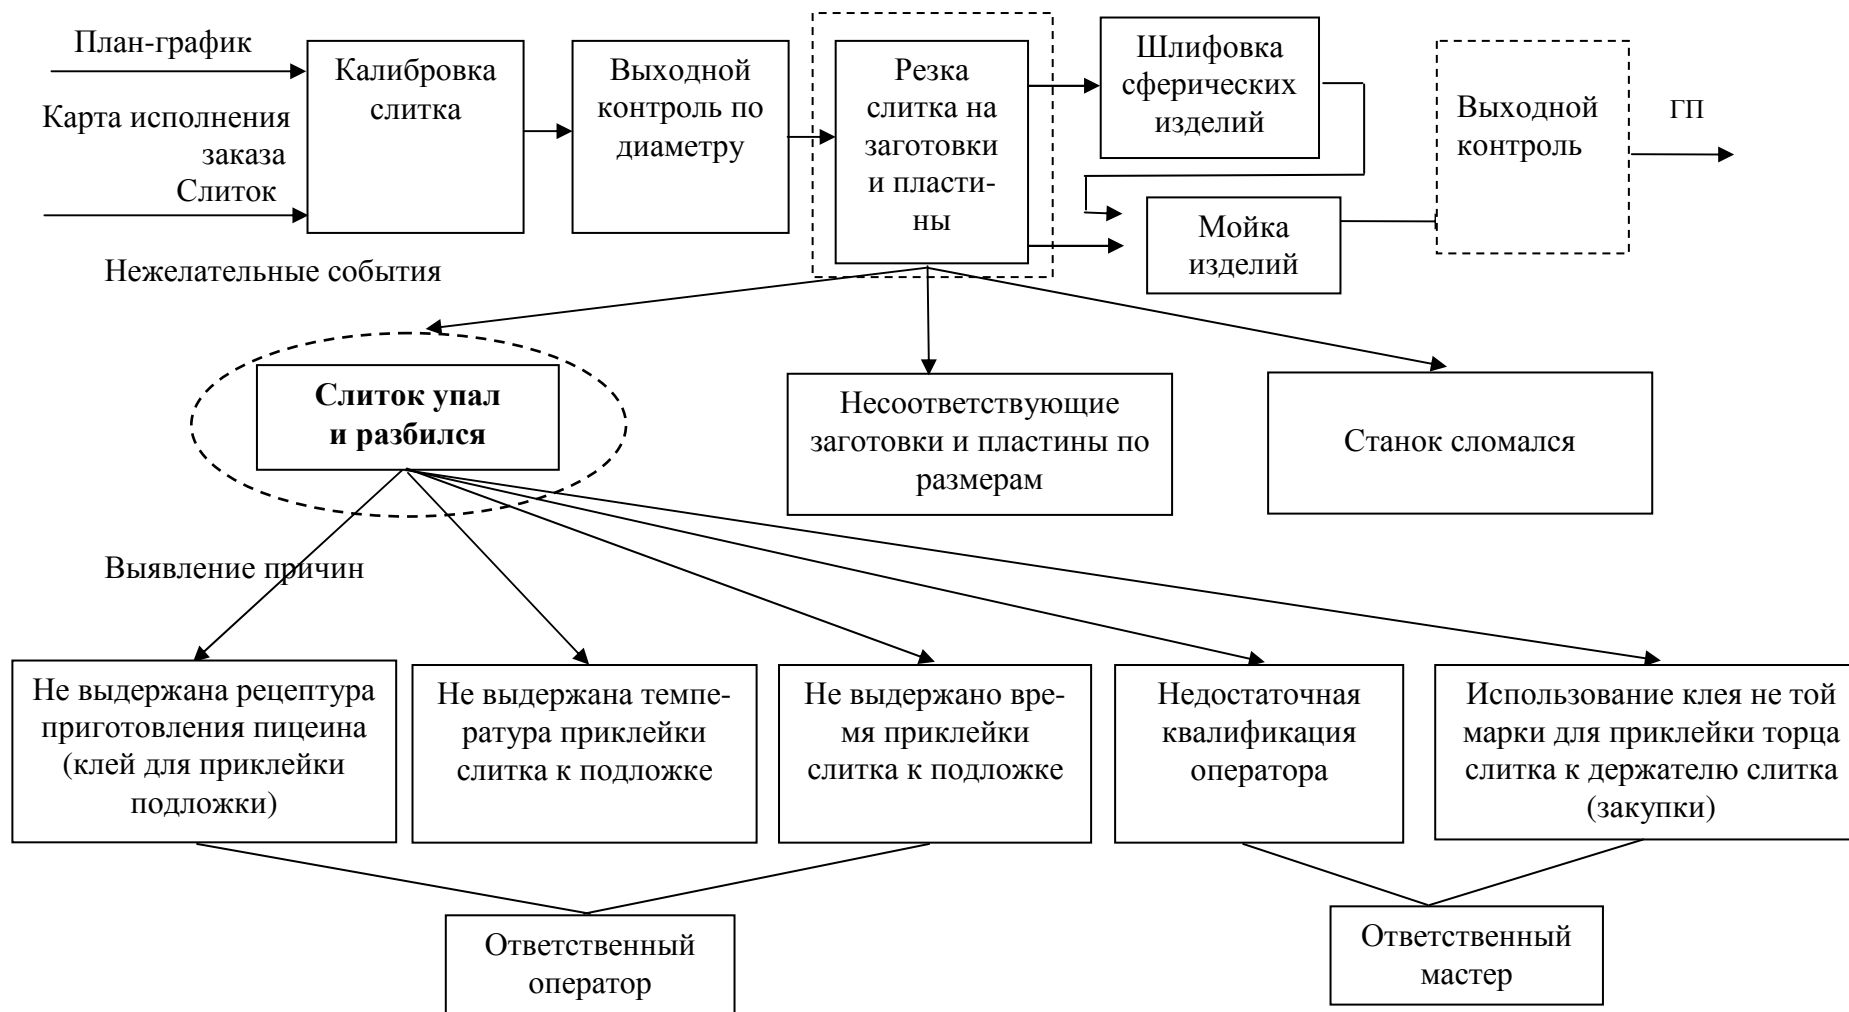 План-график
Карта исполнения
заказа
Слиток
Калибровка
слитка
Выходной
контроль по
диаметру
Резка
слитка на
заготовки
и пласти-
ны
Шлифовка
сферических
изделий
Мойка
изделий
Выходной
контроль
ГП
Нежелательные события
Слиток упал
и разбился
Несоответствующие
заготовки и пластины по
размерам
Станок сломался
Выявление причин
Не выдержана рецептура
приготовления пицеина
(клей для приклейки
подложки)
Не выдержана темпе-
ратура приклейки
слитка к подложке
Не выдержано вре-
мя приклейки
слитка к подложке
Недостаточная
квалификация
оператора
Использование клея не той
марки для приклейки торца
слитка к держателю слитка
(закупки)
Ответственный
оператор
Ответственный
мастер